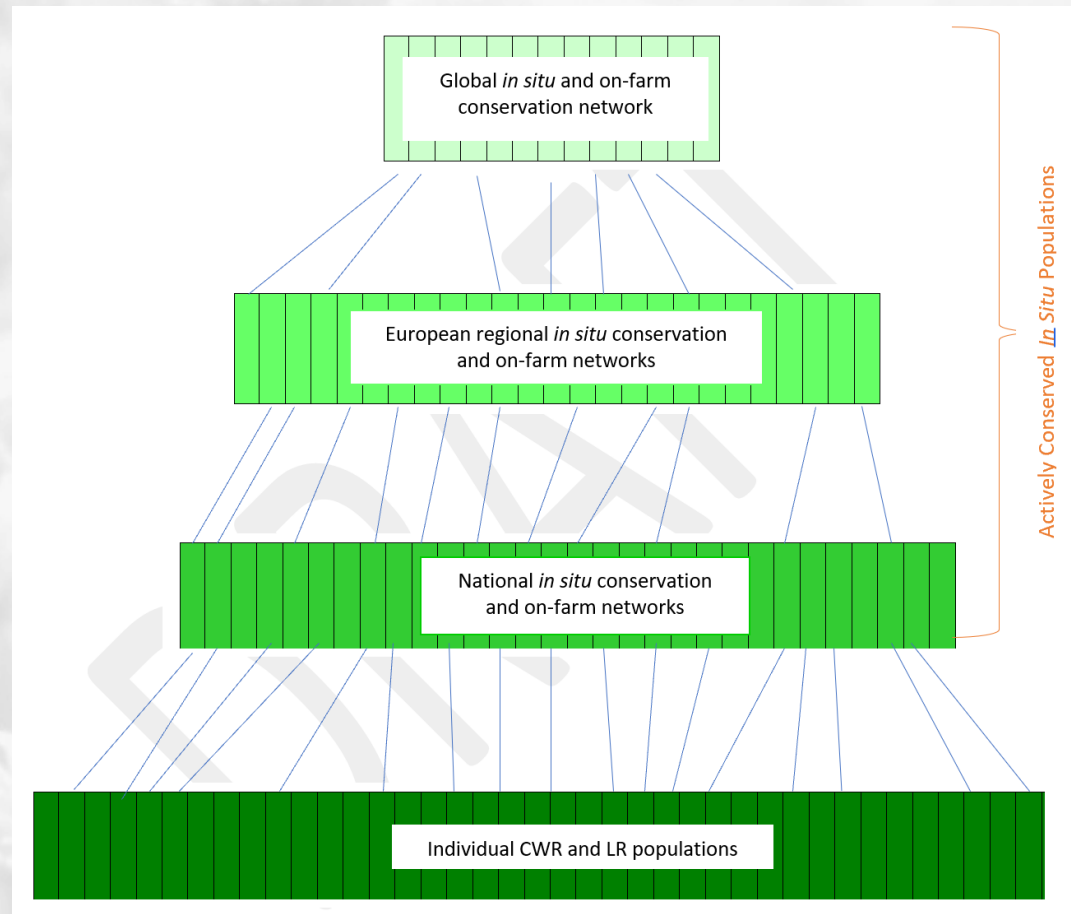 Global in situ and on-farm
conservation network
European regional in situ conservation
and on-farm networks
National in situ conservation
and on-farm networks
Individual CWR and LR populations
Actively Conserved In Situ Populations
DRAFT